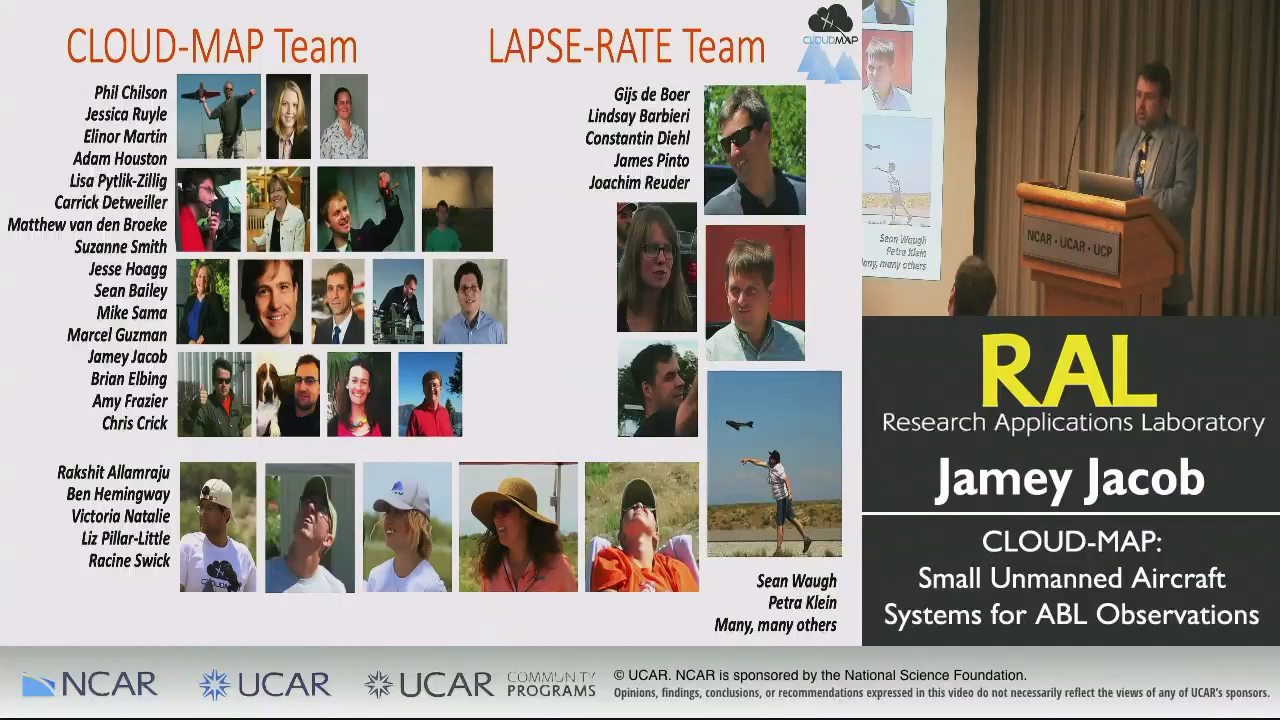 CLOUD-MAP Team
Phil Chilson
Jessica Ruyle
Elinor Martin
Adam Houston
Lisa Pytlik-Zillig
Carrick Detweiller
Matthew van den Broeke
Suzanne Smith
Jesse Hoagg
Sean Bailey
Mike Sama
Marcel Guzman
Jamey Jacob
Brian Elbing
Amy Frazier
Chris Crick
Rakshit Allamraju
Ben Hemingway
Victoria Natalie
Liz Pillar-Little
Racine Swick
LAPSE-RATE Team
Gijs de Boer
Lindsay Barbieri
Constantin Diehl
James Pinto
Joachim Reuder
Sean Waugh
Petra Klein
Many, many others
CLOUDMAP
CLOUDMAP
Sean Waugh
Petra Klein
any, many others
NCAR · UCAR · UCP
RAL
Research Applications Laboratory
Jamey Jacob
CLOUD-MAP:
Small Unmanned Aircraft
Systems for ABL Observations
NCAR
UCAR
UCAR
COMMUNITY
PROGRAMS
© UCAR. NCAR is sponsored by the National Science Foundation.
Opinions, findings, conclusions, or recommendations expressed in this video do not necessarily reflect the views of any of UCAR's sponsors.